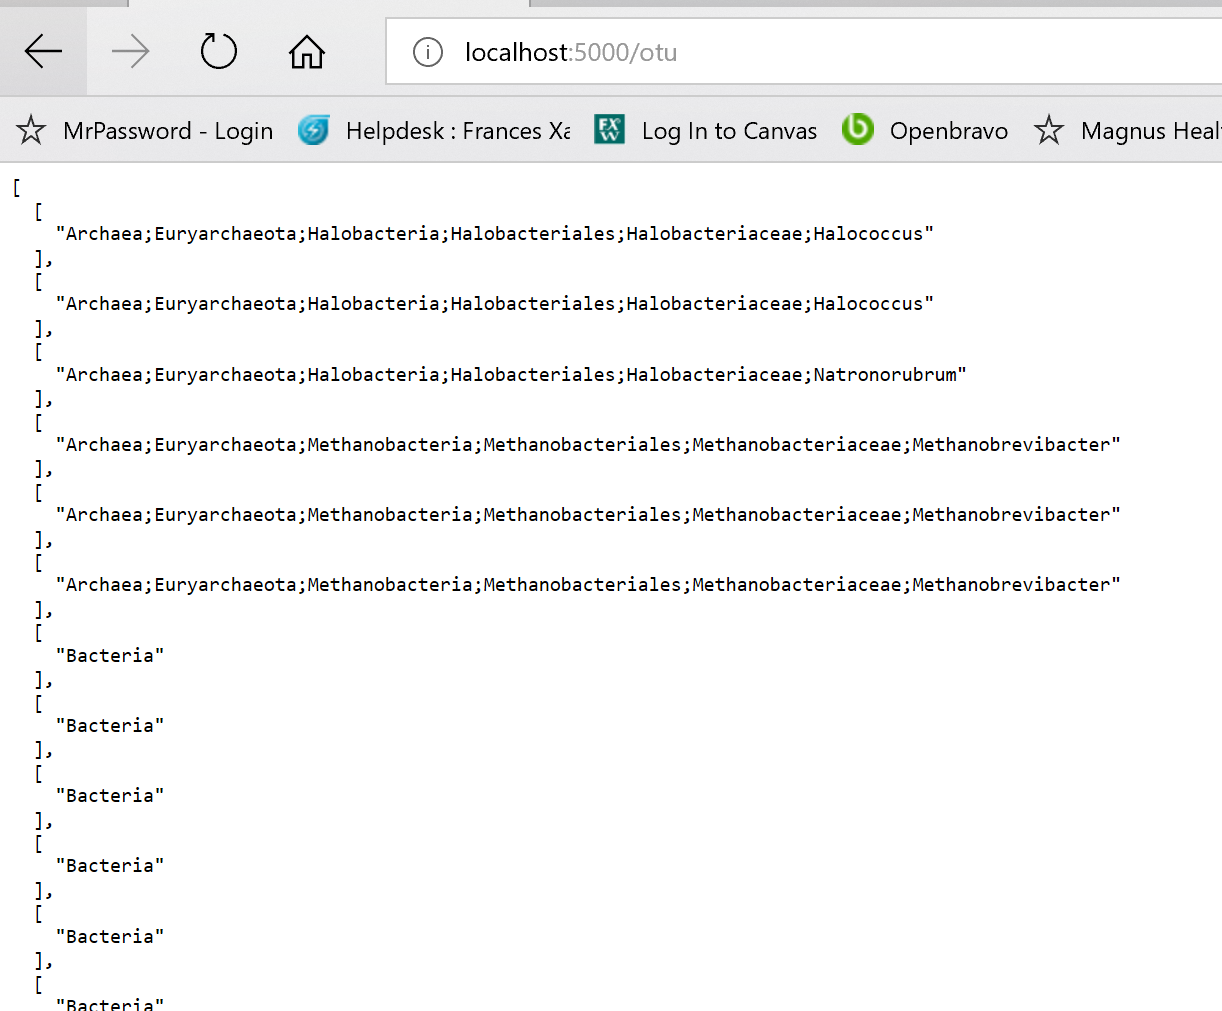 localhost:5000/otu
MrPassword - Login Helpdesk : Frances Xa FX W Log In to Canvas Openbravo Magnus Heal
[
[
"Archaea;Euryarchaeota;Halobacteria;Halobacteriales;Halobacteriaceae;Halococcus"
],
[
"Archaea;Euryarchaeota;Halobacteria;Halobacteriales;Halobacteriaceae;Halococcus"
],
[
"Archaea;Euryarchaeota;Halobacteria;Halobacteriales;Halobacteriaceae;Natronorubrum"
],
[
"Archaea;Euryarchaeota;Methanobacteria;Methanobacteriales;Methanobacteriaceae;Methanobrevibacter"
],
[
"Archaea;Euryarchaeota;Methanobacteria;Methanobacteriales;Methanobacteriaceae;Methanobrevibacter"
],
[
"Archaea;Euryarchaeota;Methanobacteria;Methanobacteriales;Methanobacteriaceae;Methanobrevibacter"
],
[
"Bacteria"
],
[
"Bacteria"
],
[
"Bacteria"
],
[
"Bacteria"
],
[
"Bacteria"
],
[
"Bacteria"